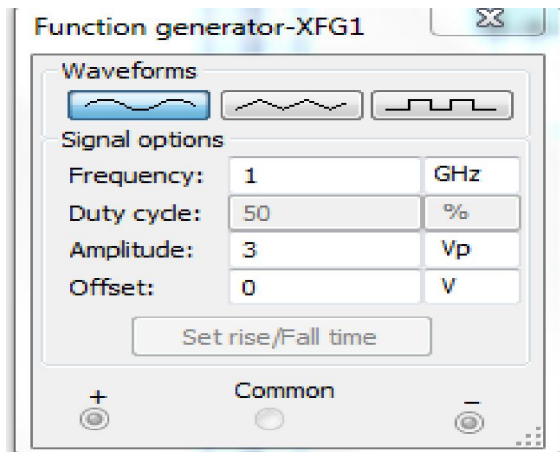 Function generator-XFG1
Waveforms
Signal options
Frequency: 1 GHz
Duty cycle: 50 %
Amplitude: 3 Vp
Offset: 0 V
Set rise/Fall time
+ Common −